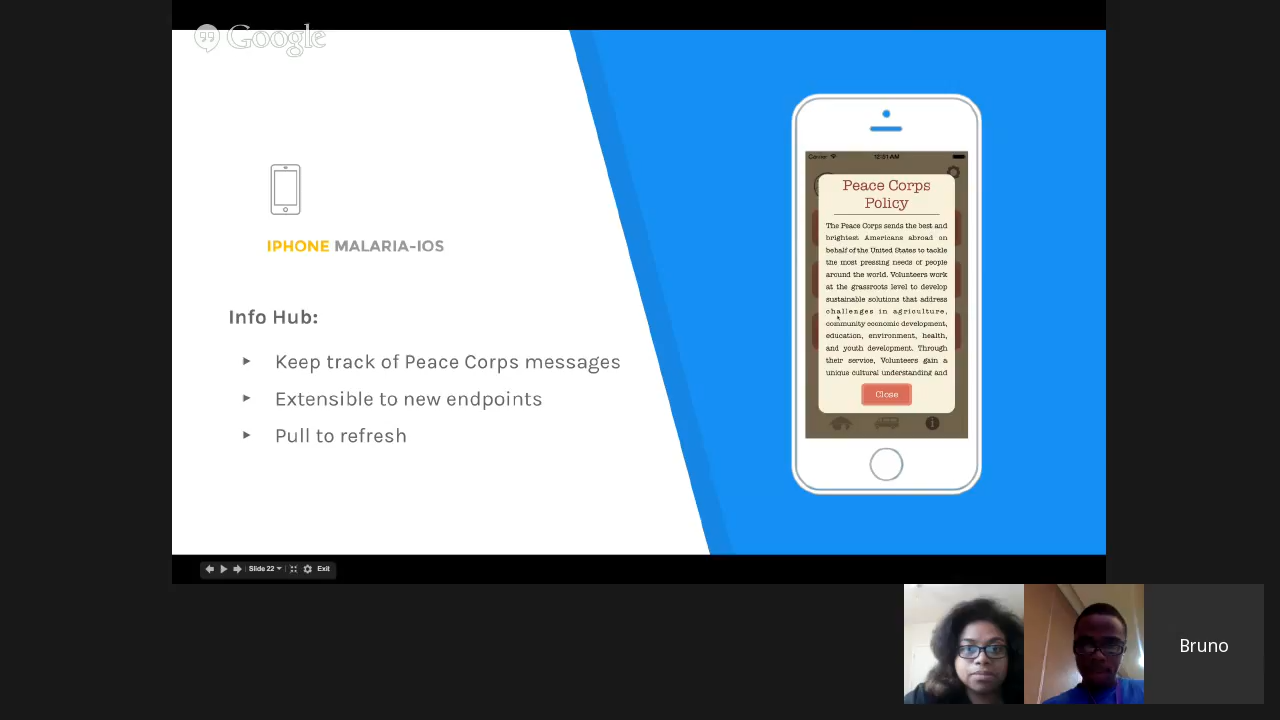 Google
IPHONE MALARIA-IOS
Info Hub:
Keep track of Peace Corps messages
Extensible to new endpoints
Pull to refresh
Carrier 12:31 AM
Peace Corps
Policy
The Peace Corps sends the best and
brightest Americans abroad on
behalf of the United States to tackle
the most pressing needs of people
around the world. Volunteers work
at the grassroots level to develop
sustainable solutions that address
challenges in agriculture,
community economic development,
education, environment, health,
and youth development. Through
their service, Volunteers gain a
unique cultural understanding and
Close
Slide 22
Exit
Bruno